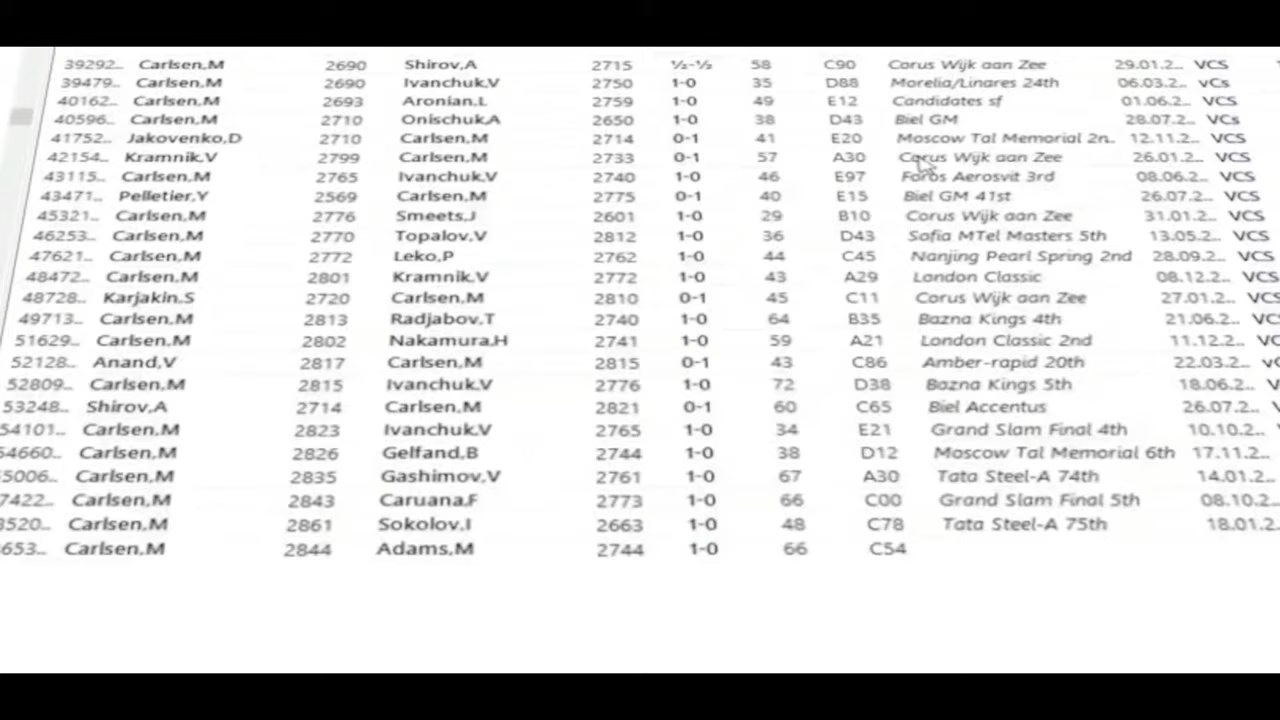 39292.. Carlsen,M 2690 Shirov,A 2715 ½-½ 58 C90 Corus Wijk aan Zee 29.01.2.. VCS
39479.. Carlsen,M 2690 Ivanchuk,V 2750 1-0 35 D88 Morelia/Linares 24th 06.03.2.. vCs
40162.. Carlsen,M 2693 Aronian,L 2759 1-0 49 E12 Candidates sf 01.06.2.. VCS
40596.. Carlsen,M 2710 Onischuk,A 2650 1-0 38 D43 Biel GM 28.07.2.. VCs
41752.. Jakovenko,D 2710 Carlsen,M 2714 0-1 41 E20 Moscow Tal Memorial 2n.. 12.11.2.. VCS
42154.. Kramnik,V 2799 Carlsen,M 2733 0-1 57 A30 Corus Wijk aan Zee 26.01.2.. VCS
43115.. Carlsen,M 2765 Ivanchuk,V 2740 1-0 46 E97 Foros Aerosvit 3rd 08.06.2.. VCS
43471.. Pelletier,Y 2569 Carlsen,M 2775 0-1 40 E15 Biel GM 41st 26.07.2.. VCS
45321.. Carlsen,M 2776 Smeets,J 2601 1-0 29 B10 Corus Wijk aan Zee 31.01.2.. VCS
46253.. Carlsen,M 2770 Topalov,V 2812 1-0 36 D43 Sofia MTel Masters 5th 13.05.2.. VCS
47621.. Carlsen,M 2772 Leko,P 2762 1-0 44 C45 Nanjing Pearl Spring 2nd 28.09.2.. VCS
48472.. Carlsen,M 2801 Kramnik,V 2772 1-0 43 A29 London Classic 08.12.2.. VCS
48728.. Karjakin,S 2720 Carlsen,M 2810 0-1 45 C11 Corus Wijk aan Zee 27.01.2.. VCS
49713.. Carlsen,M 2813 Radjabov,T 2740 1-0 64 B35 Bazna Kings 4th 21.06.2.. VCS
51629.. Carlsen,M 2802 Nakamura,H 2741 1-0 59 A21 London Classic 2nd 11.12.2.. VC
52128.. Anand,V 2817 Carlsen,M 2815 0-1 43 C86 Amber-rapid 20th 22.03.2.. vC
52809.. Carlsen,M 2815 Ivanchuk,V 2776 1-0 72 D38 Bazna Kings 5th 18.06.2.. V
53248.. Shirov,A 2714 Carlsen,M 2821 0-1 60 C65 Biel Accentus 26.07.2..
54101.. Carlsen,M 2823 Ivanchuk,V 2765 1-0 34 E21 Grand Slam Final 4th 10.10.2..
54660.. Carlsen,M 2826 Gelfand,B 2744 1-0 38 D12 Moscow Tal Memorial 6th 17.11.2..
5006.. Carlsen,M 2835 Gashimov,V 2761 1-0 67 A30 Tata Steel-A 74th 14.01.2..
7422.. Carlsen,M 2843 Caruana,F 2773 1-0 66 C00 Grand Slam Final 5th 08.10.2..
3520.. Carlsen,M 2861 Sokolov,I 2663 1-0 48 C78 Tata Steel-A 75th 18.01.2.
653.. Carlsen,M 2844 Adams,M 2744 1-0 66 C54